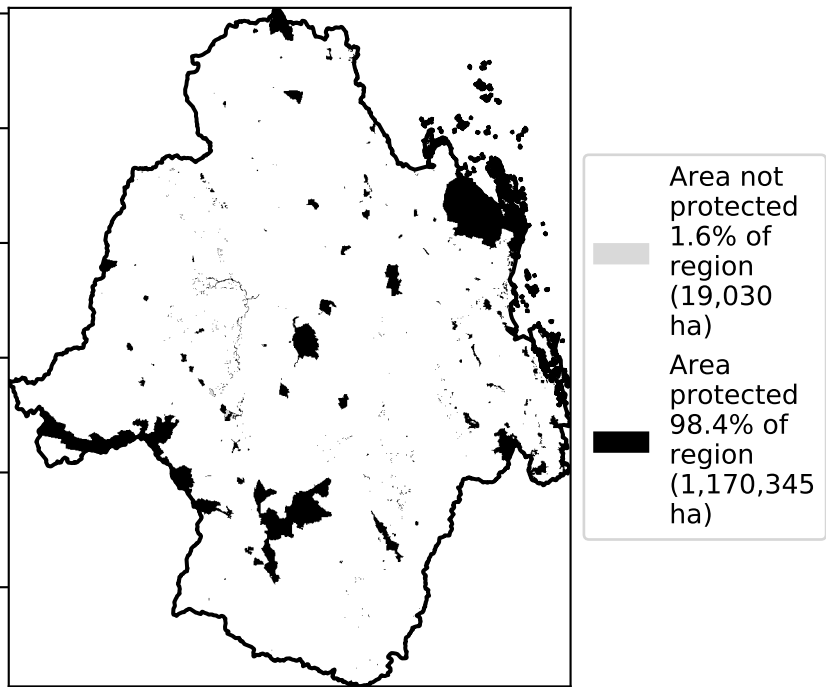 Area not
protected
1.6% of
region
(19,030
ha)
Area
protected
98.4% of
region
(1,170,345
ha)